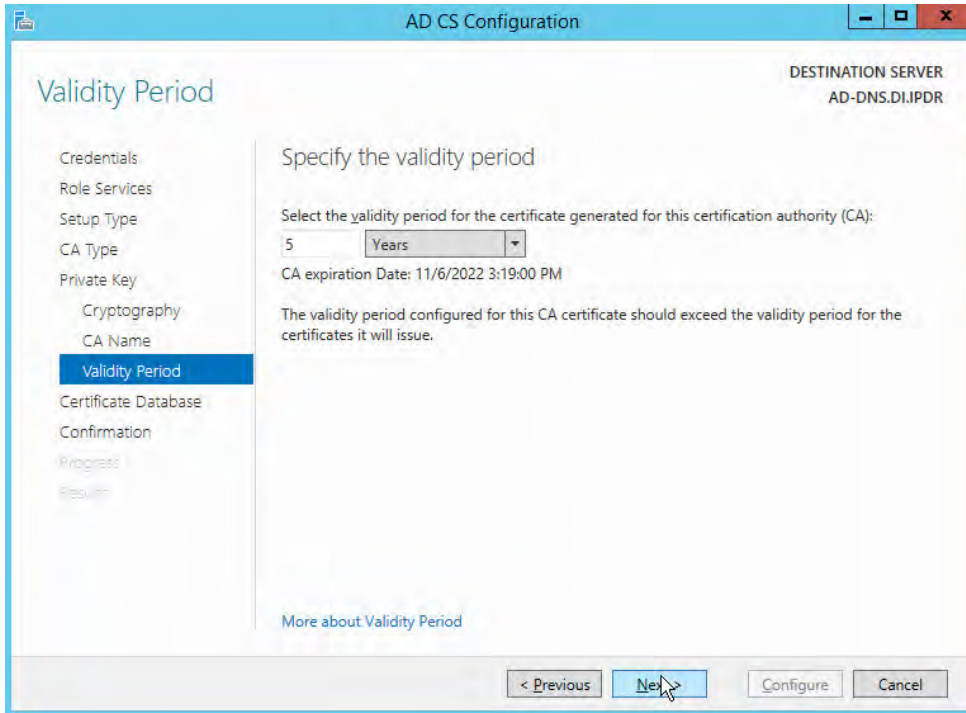 AD CS Configuration
Validity Period
DESTINATION SERVER
AD-DNS.DI.IPDR
Credentials
Role Services
Setup Type
CA Type
Private Key
Cryptography
CA Name
Validity Period
Certificate Database
Confirmation
Progress
Results
Specify the validity period
Select the validity period for the certificate generated for this certification authority (CA):
5 Years
CA expiration Date: 11/6/2022 3:19:00 PM
The validity period configured for this CA certificate should exceed the validity period for the
certificates it will issue.
More about Validity Period
< Previous Next > Configure Cancel